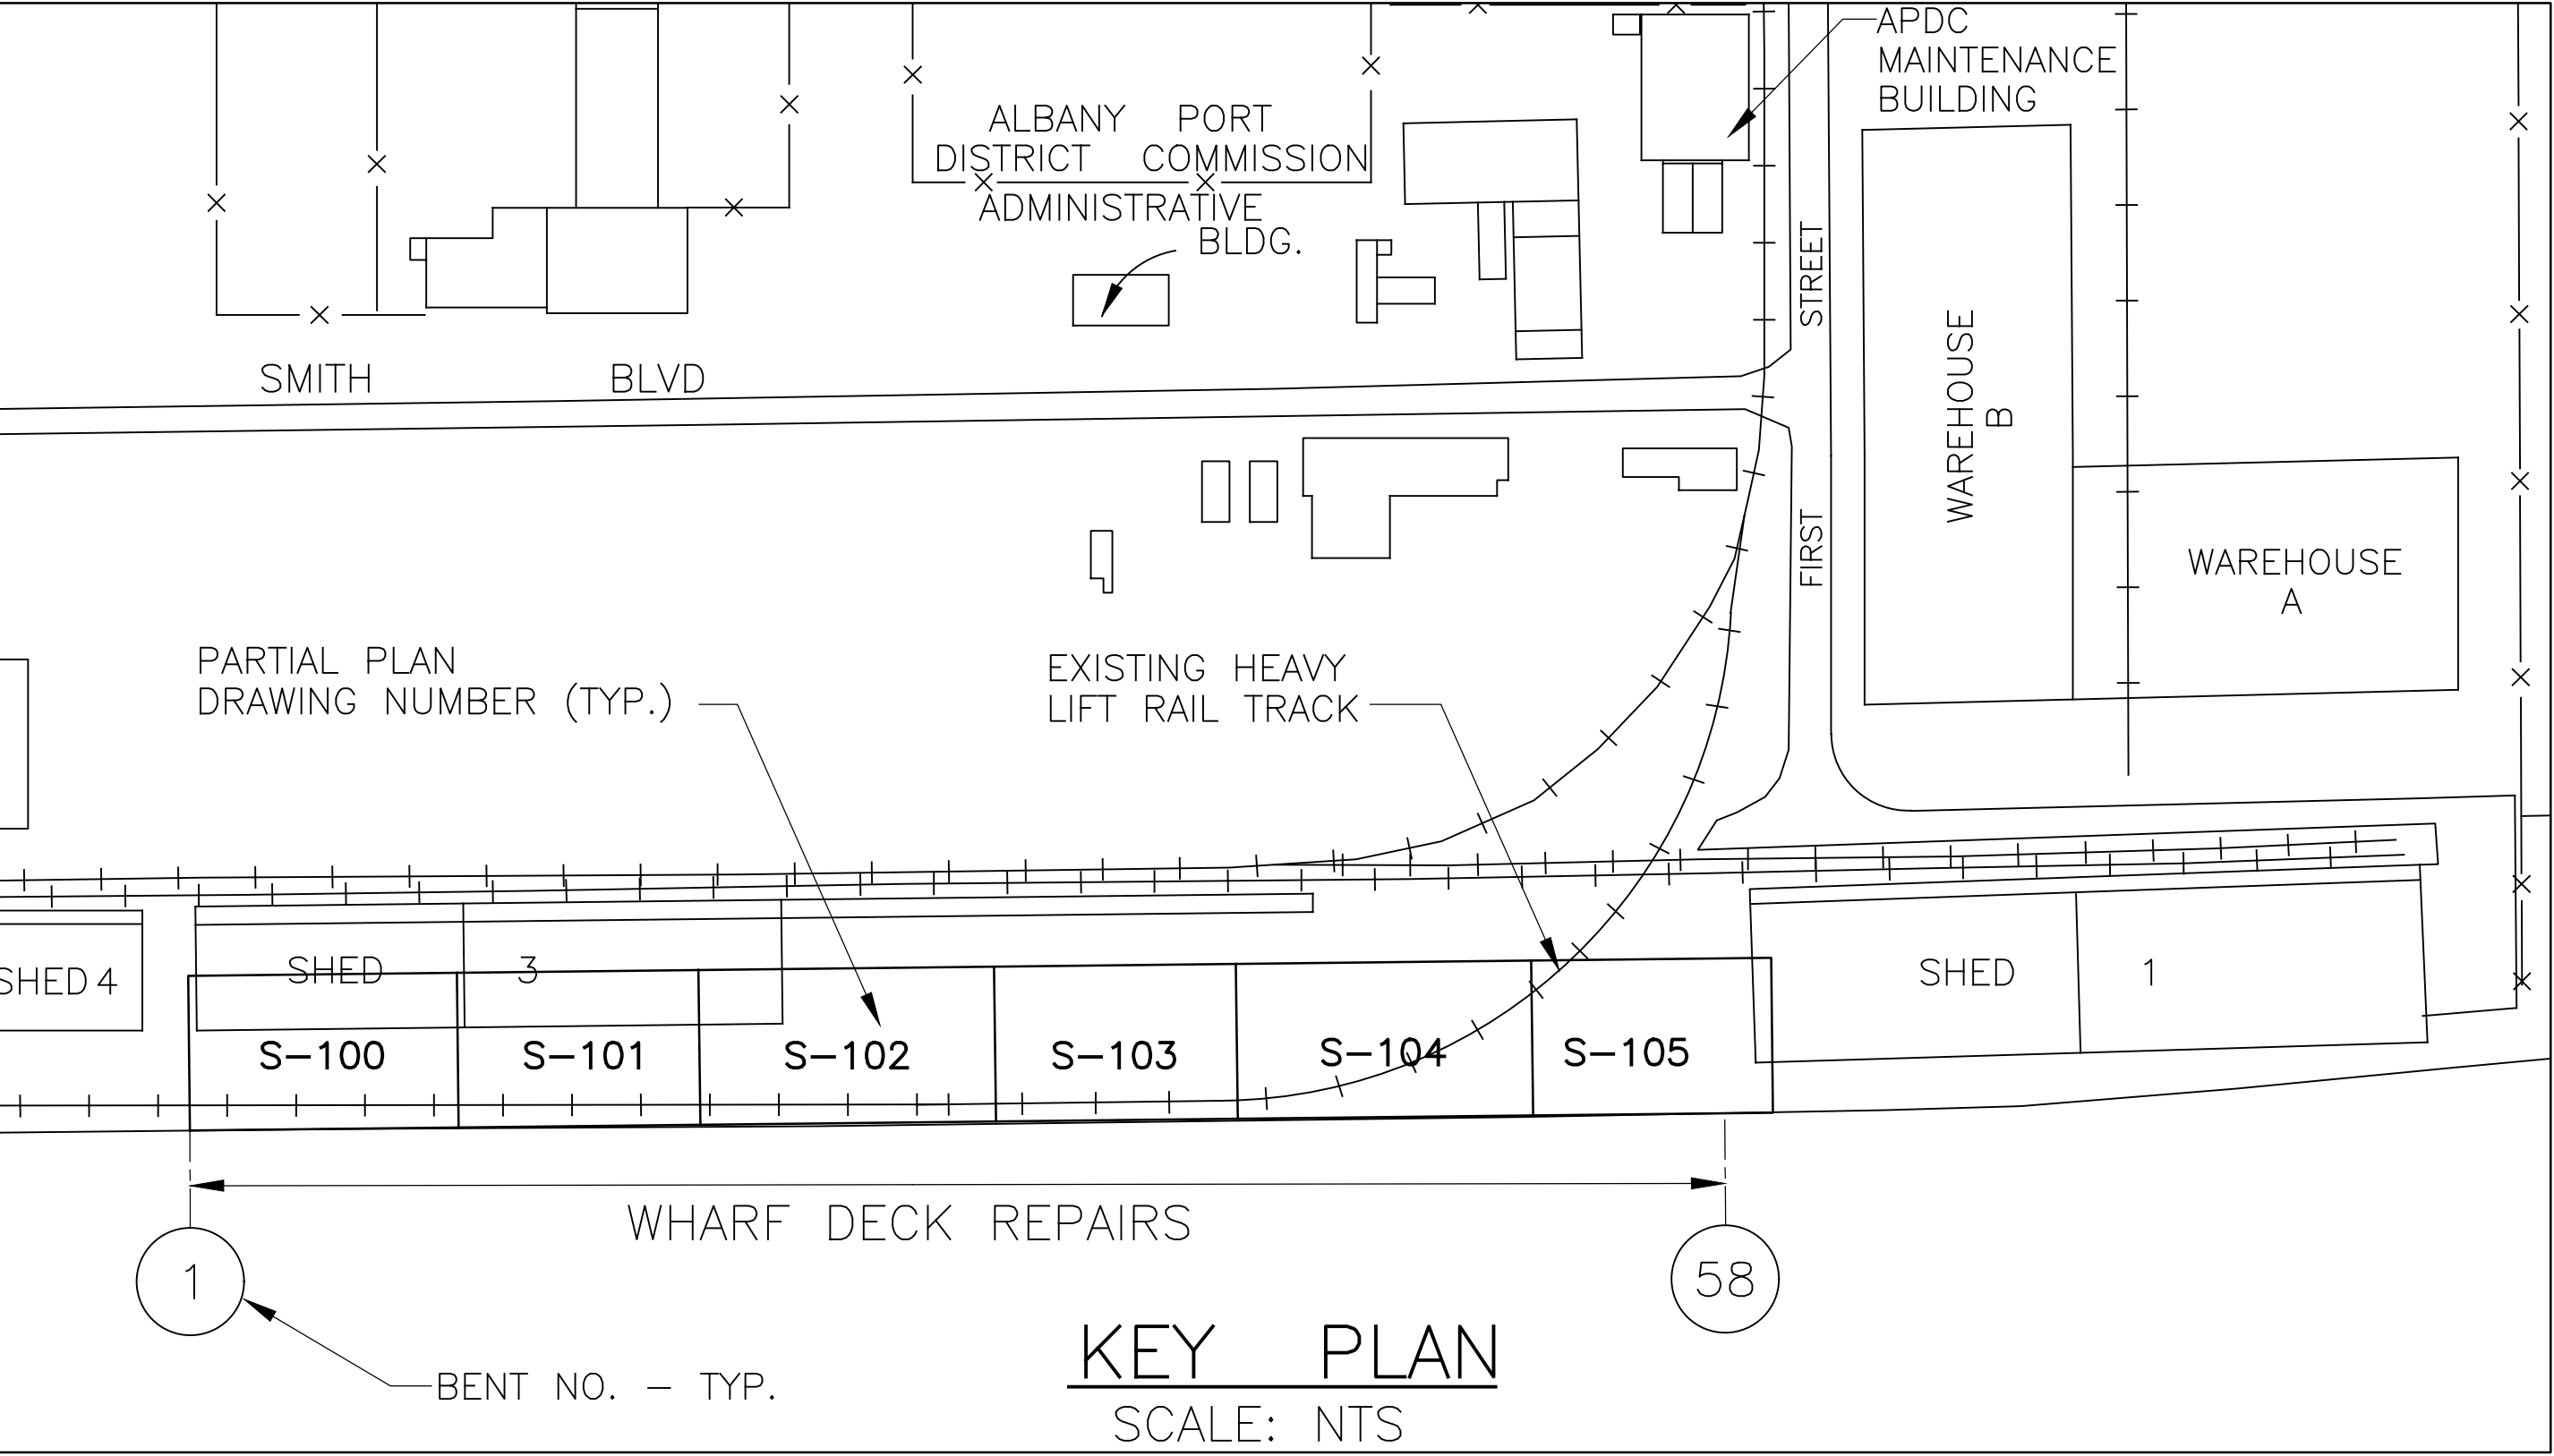 APDC
MAINTENANCE
BUILDING
ALBANY PORT
DISTRICT COMMISSION
ADMINISTRATIVE
BLDG.
STREET
SMITH BLVD
WAREHOUSE
B
FIRST
WAREHOUSE
A
PARTIAL PLAN
DRAWING NUMBER (TYP.)
EXISTING HEAVY
LIFT RAIL TRACK
SHED 4
SHED 3
SHED 1
S-100 S-101 S-102 S-103 S-104 S-105
WHARF DECK REPAIRS
1
58
BENT NO. - TYP.
KEY PLAN
SCALE: NTS